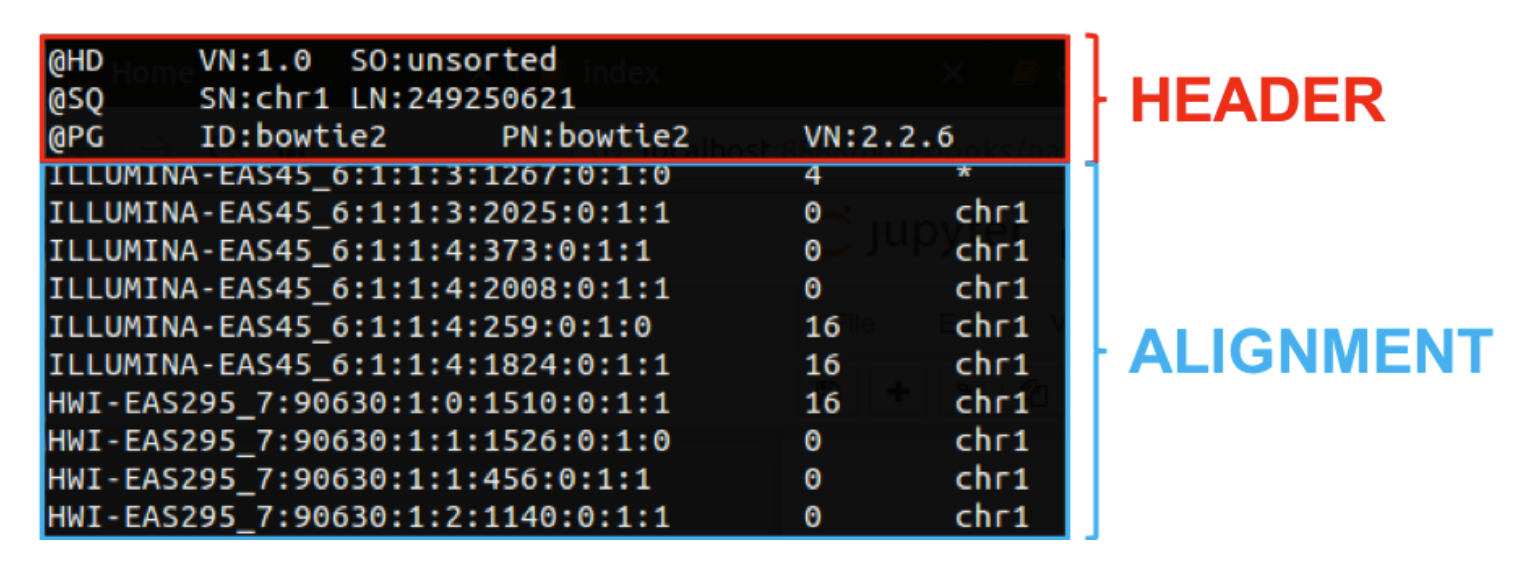 @HD VN:1.0 SO:unsorted
@SQ SN:chr1 LN:249250621
@PG ID:bowtie2 PN:bowtie2 VN:2.2.6
HEADER
ILLUMINA-EAS45_6:1:1:3:1267:0:1:0 4 *
ILLUMINA-EAS45_6:1:1:3:2025:0:1:1 0 chr1
ILLUMINA-EAS45_6:1:1:4:373:0:1:1 0 chr1
ILLUMINA-EAS45_6:1:1:4:2008:0:1:1 0 chr1
ILLUMINA-EAS45_6:1:1:4:259:0:1:0 16 chr1
ILLUMINA-EAS45_6:1:1:4:1824:0:1:1 16 chr1
HWI-EAS295_7:90630:1:0:1510:0:1:1 16 chr1
HWI-EAS295_7:90630:1:1:1526:0:1:0 0 chr1
HWI-EAS295_7:90630:1:1:456:0:1:1 0 chr1
HWI-EAS295_7:90630:1:2:1140:0:1:1 0 chr1
ALIGNMENT
Home
index
jupyter
File